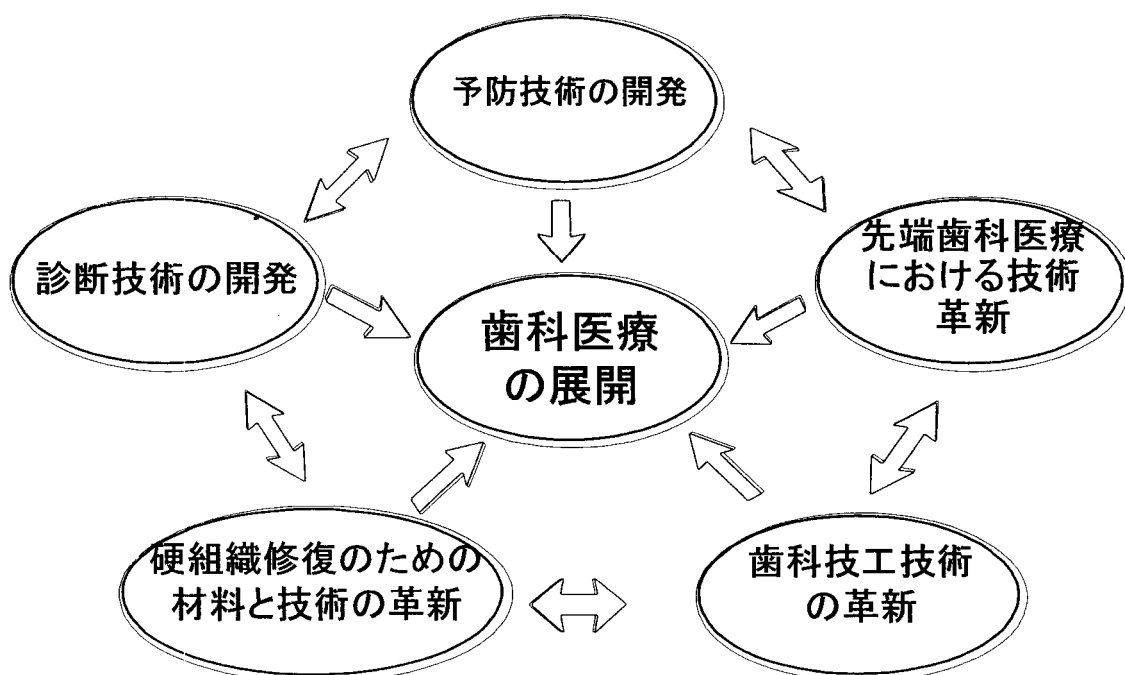 予防技術の開発
診断技術の開発
先端歯科医療
における技術
革新
歯科医療
の展開
硬組織修復のための
材料と技術の革新
歯科技工技術
の革新